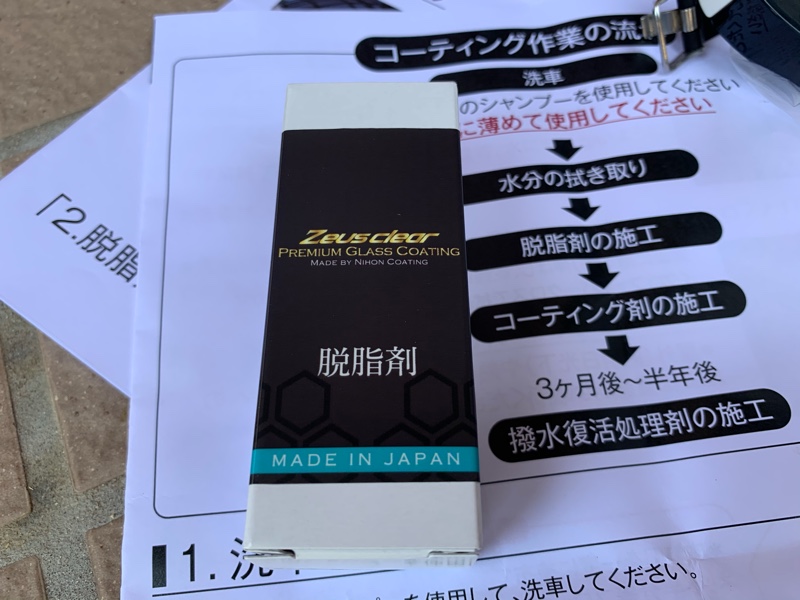 コーティング作業の流
洗車
のシャンプーを使用してください
に薄めて使用してください
水分の拭き取り
脱脂剤の施工
コーティング剤の施工
3ヶ月後～半年後
撥水復活処理剤の施工
Zeus clear
PREMIUM GLASS COATING
MADE BY NIHON COATING
脱脂剤
MADE IN JAPAN
「2.脱脂
1. 洗
を使用して、洗車してください。